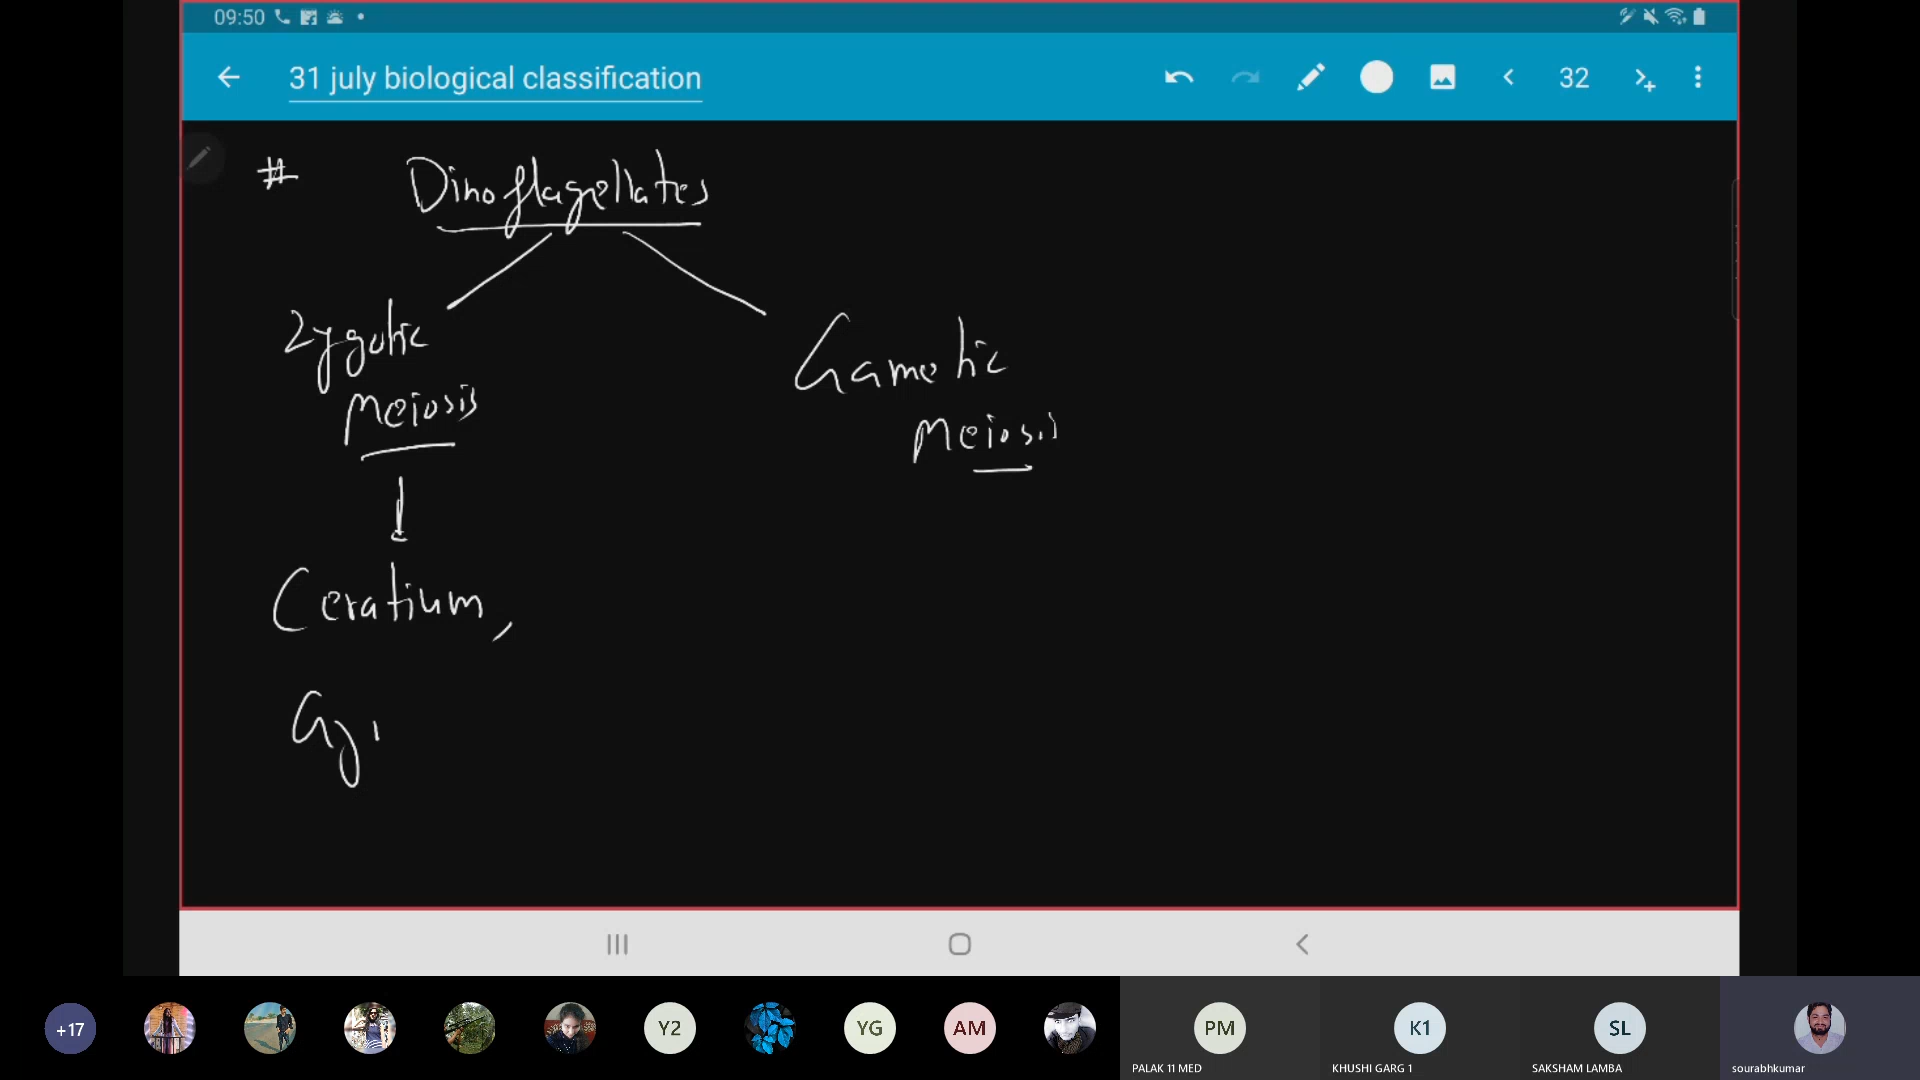 09:50
31 july biological classification
32
# Dinoflagellates
Zygotic
Meiosis
Gametic
Meiosis
Ceratium,
Gy
+17
Y2
YG
AM
PM
K1
SL
PALAK 11 MED
KHUSHI GARG 1
SAKSHAM LAMBA
sourabhkumar